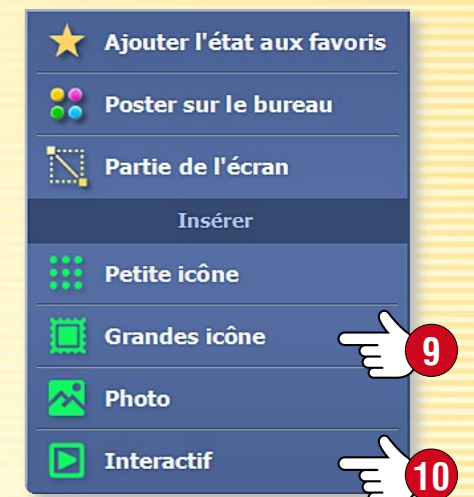 Ajouter l'état aux favoris
Poster sur le bureau
Partie de l'écran
Insérer
Petite icône
Grandes icône
9
Photo
Interactif
10